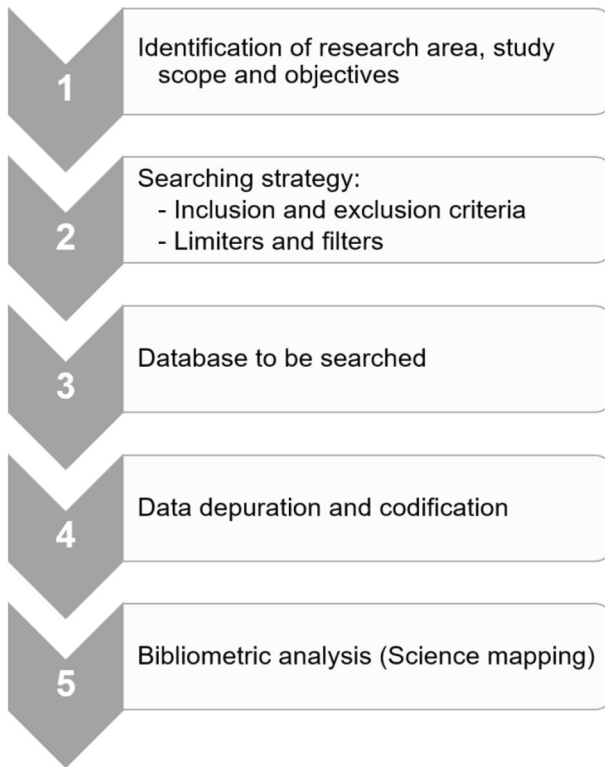 1
Identification of research area, study
scope and objectives
2
Searching strategy:
- Inclusion and exclusion criteria
- Limiters and filters
3
Database to be searched
4
Data depuration and codification
5
Bibliometric analysis (Science mapping)